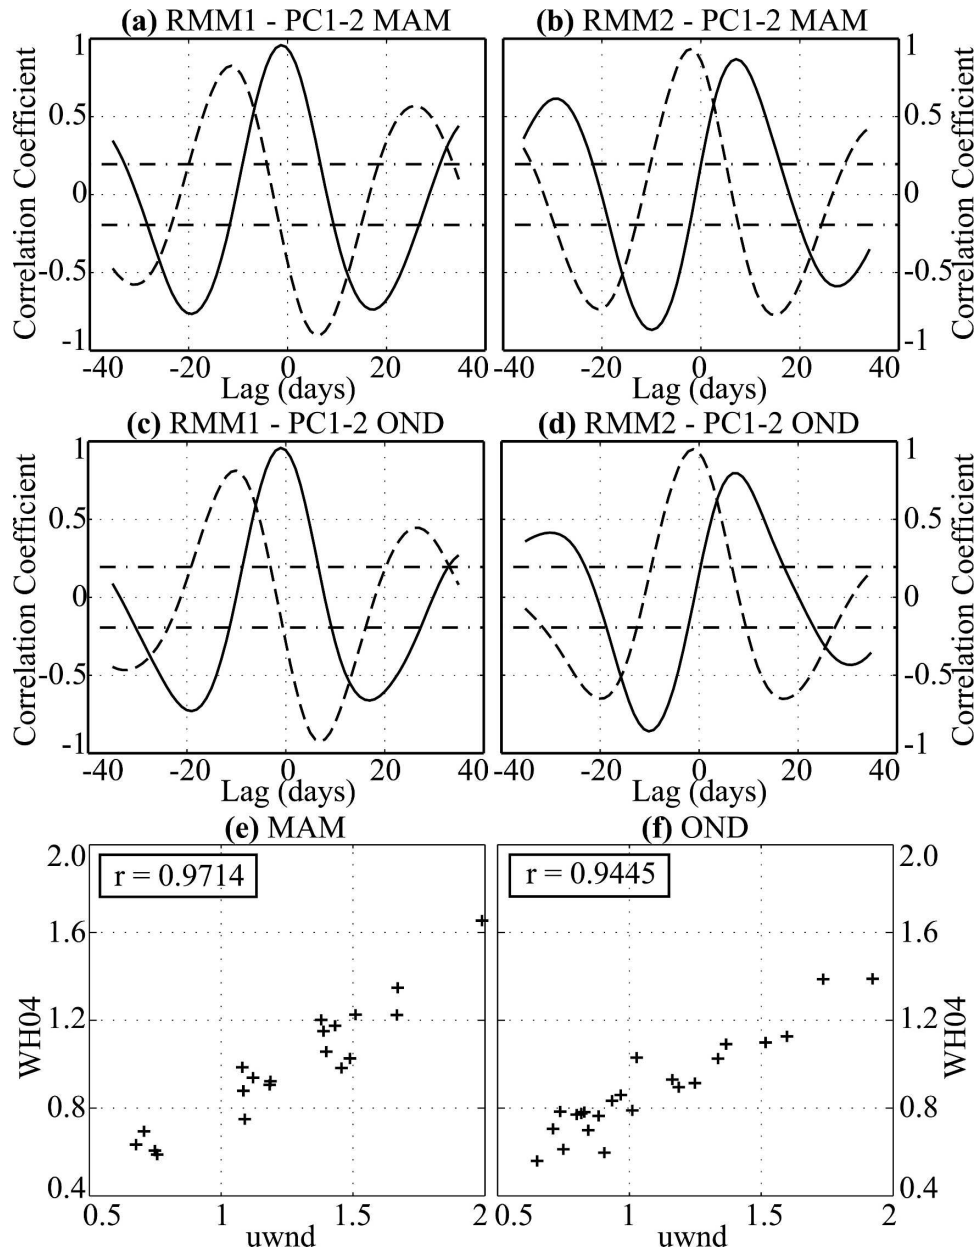 (a) RMM1 - PC1-2 MAM
(b) RMM2 - PC1-2 MAM
Correlation Coefficient
1
0.5
0
-0.5
-1
-40 -20 0 20 40
Lag (days)
-40 -20 0 20 40
Lag (days)
1
0.5
0
-0.5
-1
Correlation Coefficient
(c) RMM1 - PC1-2 OND
(d) RMM2 - PC1-2 OND
Correlation Coefficient
1
0.5
0
-0.5
-1
-40 -20 0 20 40
Lag (days)
-40 -20 0 20 40
Lag (days)
1
0.5
0
-0.5
-1
Correlation Coefficient
(e) MAM
(f) OND
WH04
2.0
1.6
1.2
0.8
0.4
r = 0.9714
0.5 1 1.5 2
uwnd
r = 0.9445
1 1.5 2
uwnd
2.0
1.6
1.2
0.8
0.4
WH04